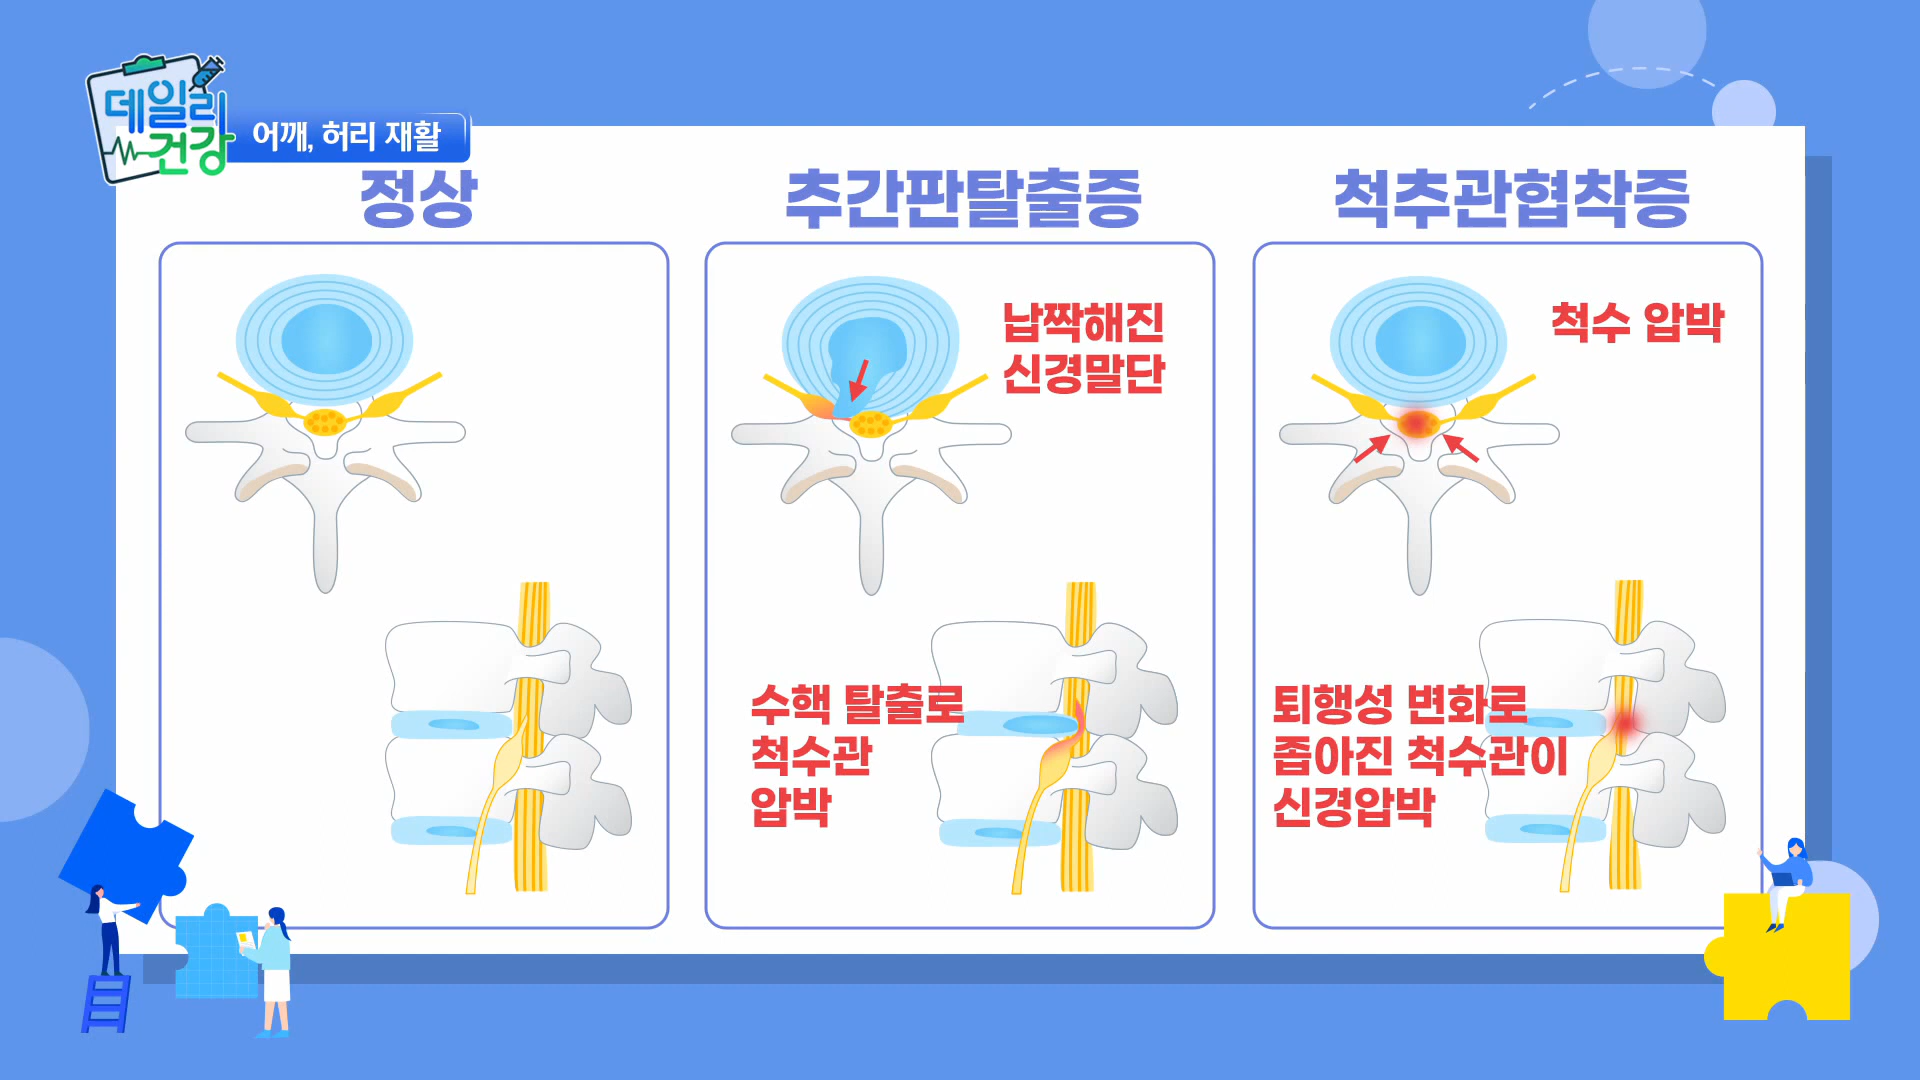 데일리
건강
어깨, 허리 재활
정상
추간판탈출증
납짝해진
신경말단
수핵 탈출로
척수관
압박
척추관협착증
척수 압박
퇴행성 변화로
좁아진 척수관이
신경압박